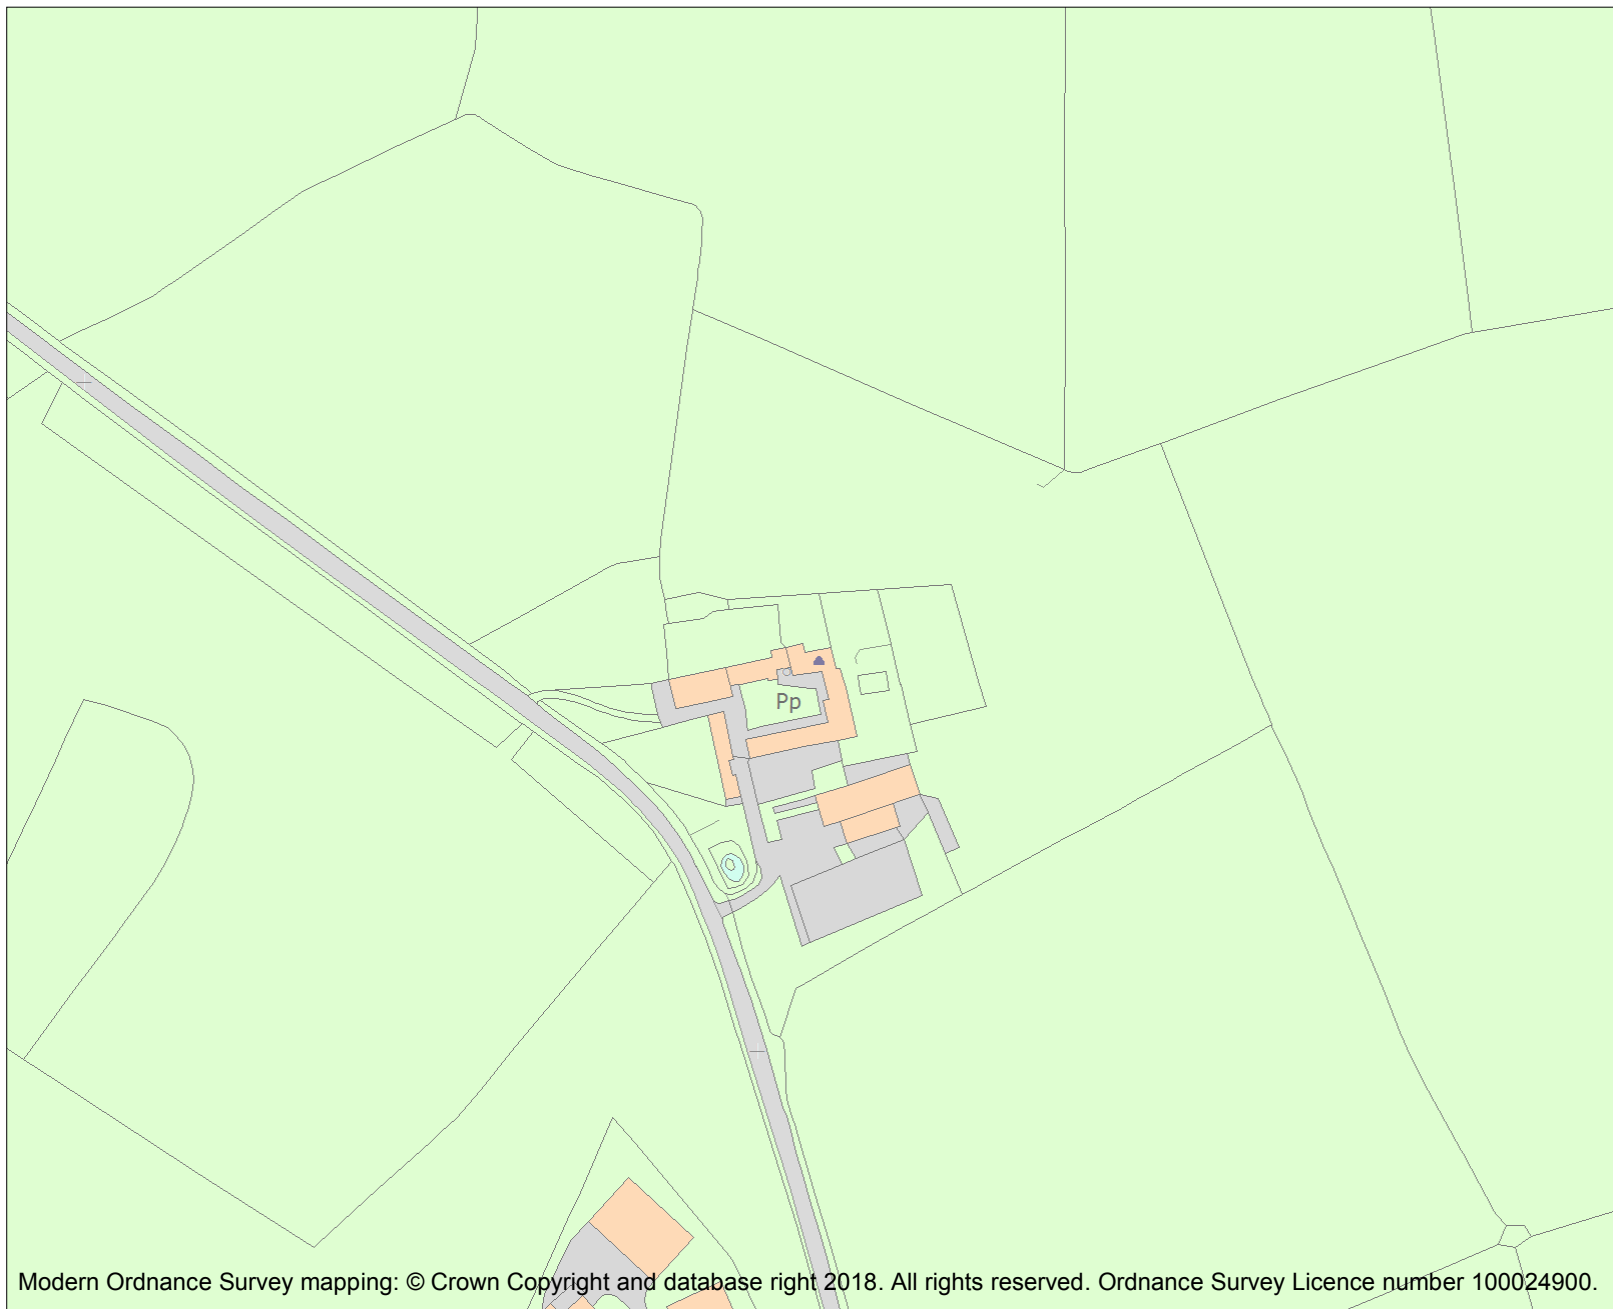 Pp
Modern Ordnance Survey mapping: © Crown Copyright and database right 2018. All rights reserved. Ordnance Survey Licence number 100024900.